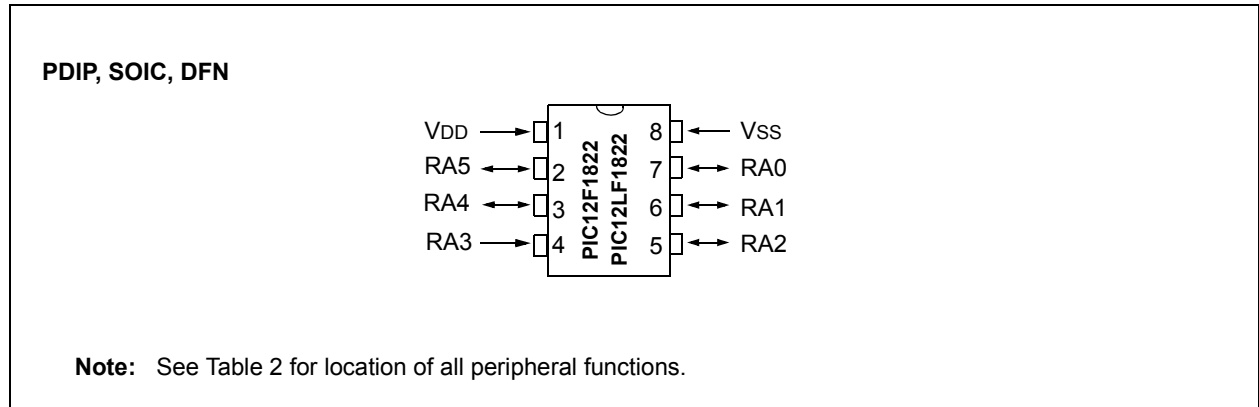 PDIP, SOIC, DFN
VDD 1 8 VSS
RA5 2 7 RA0
RA4 3 6 RA1
RA3 4 5 RA2
PIC12F1822
PIC12LF1822
Note: See Table 2 for location of all peripheral functions.